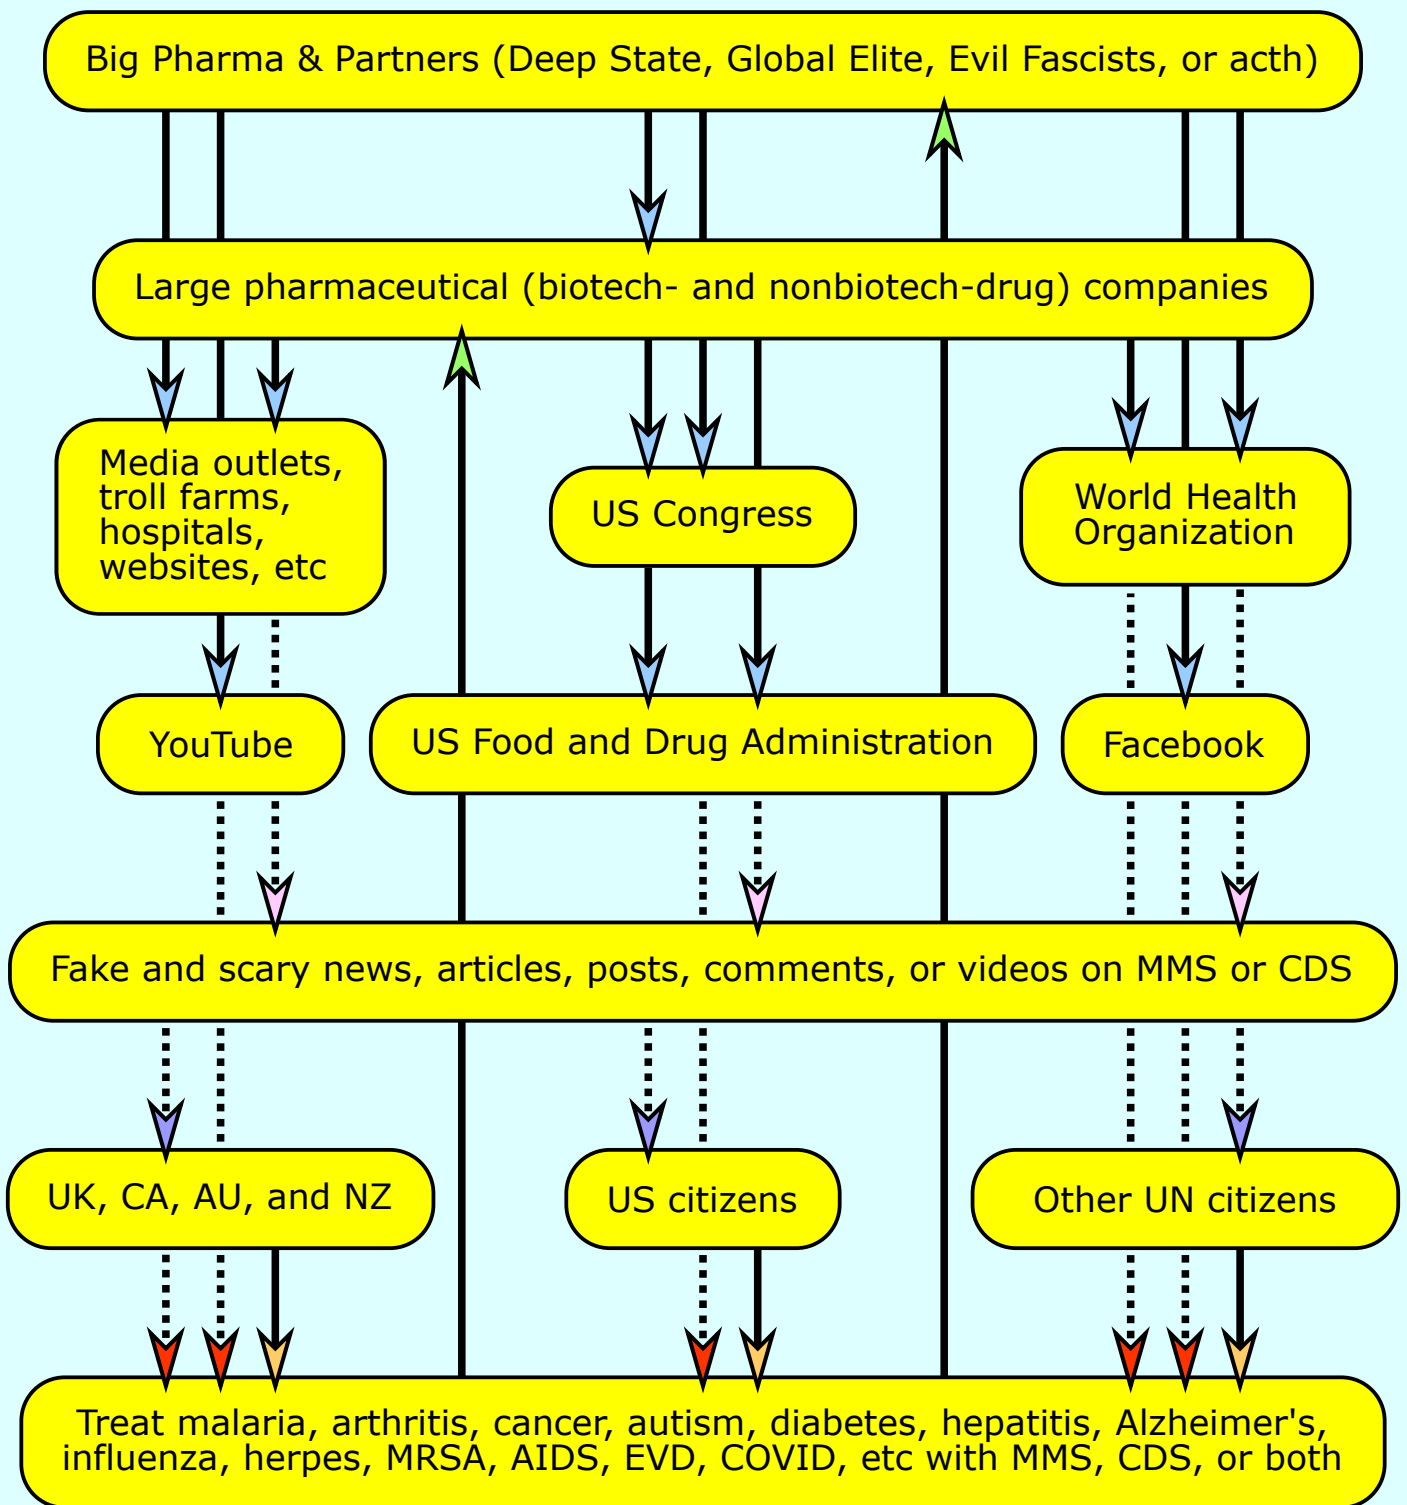 Big Pharma & Partners (Deep State, Global Elite, Evil Fascists, or acth)
Large pharmaceutical (biotech- and nonbiotech-drug) companies
Media outlets,
troll farms,
hospitals,
websites, etc
US Congress
World Health
Organization
YouTube
US Food and Drug Administration
Facebook
Fake and scary news, articles, posts, comments, or videos on MMS or CDS
UK, CA, AU, and NZ
US citizens
Other UN citizens
Treat malaria, arthritis, cancer, autism, diabetes, hepatitis, Alzheimer's,
influenza, herpes, MRSA, AIDS, EVD, COVID, etc with MMS, CDS, or both